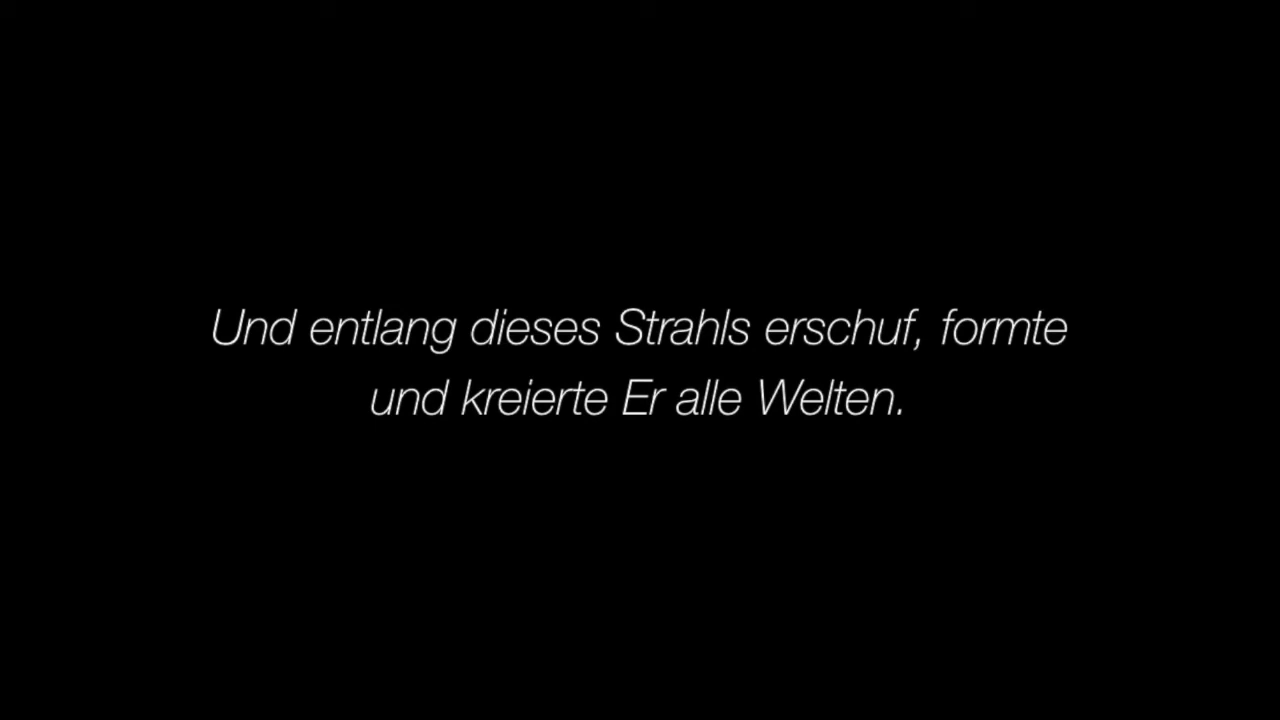 Und entlang dieses Strahls erschuf, formte
und kreierte Er alle Welten.